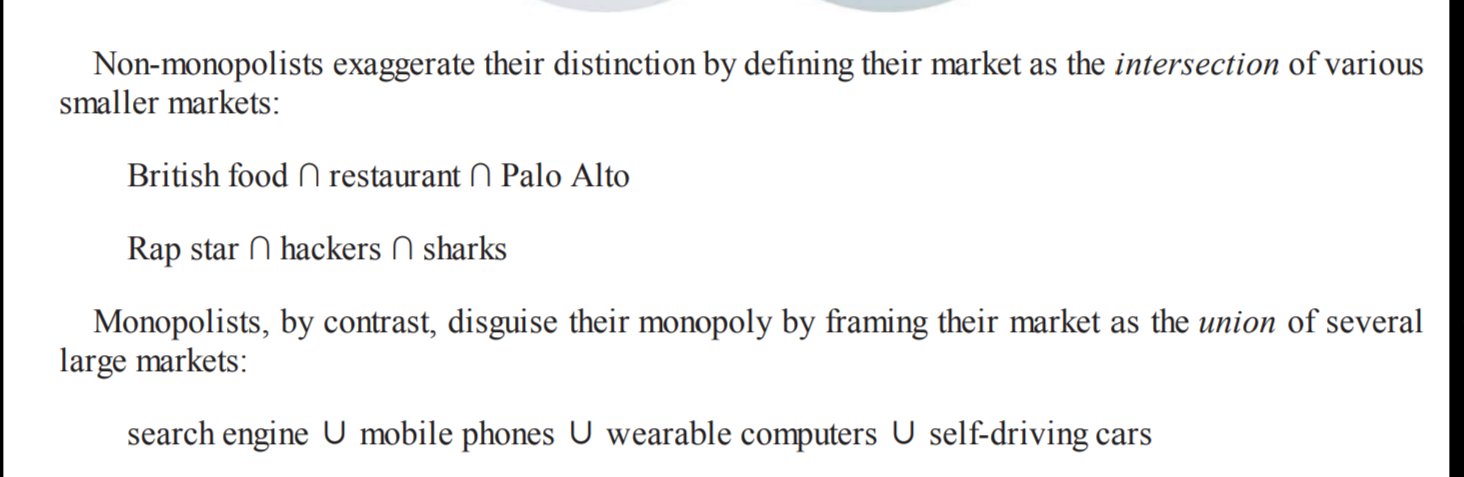 Non-monopolists exaggerate their distinction by defining their market as the intersection of various
smaller markets:
British food ∩ restaurant ∩ Palo Alto
Rap star ∩ hackers ∩ sharks
Monopolists, by contrast, disguise their monopoly by framing their market as the union of several
large markets:
search engine ∪ mobile phones ∪ wearable computers ∪ self-driving cars